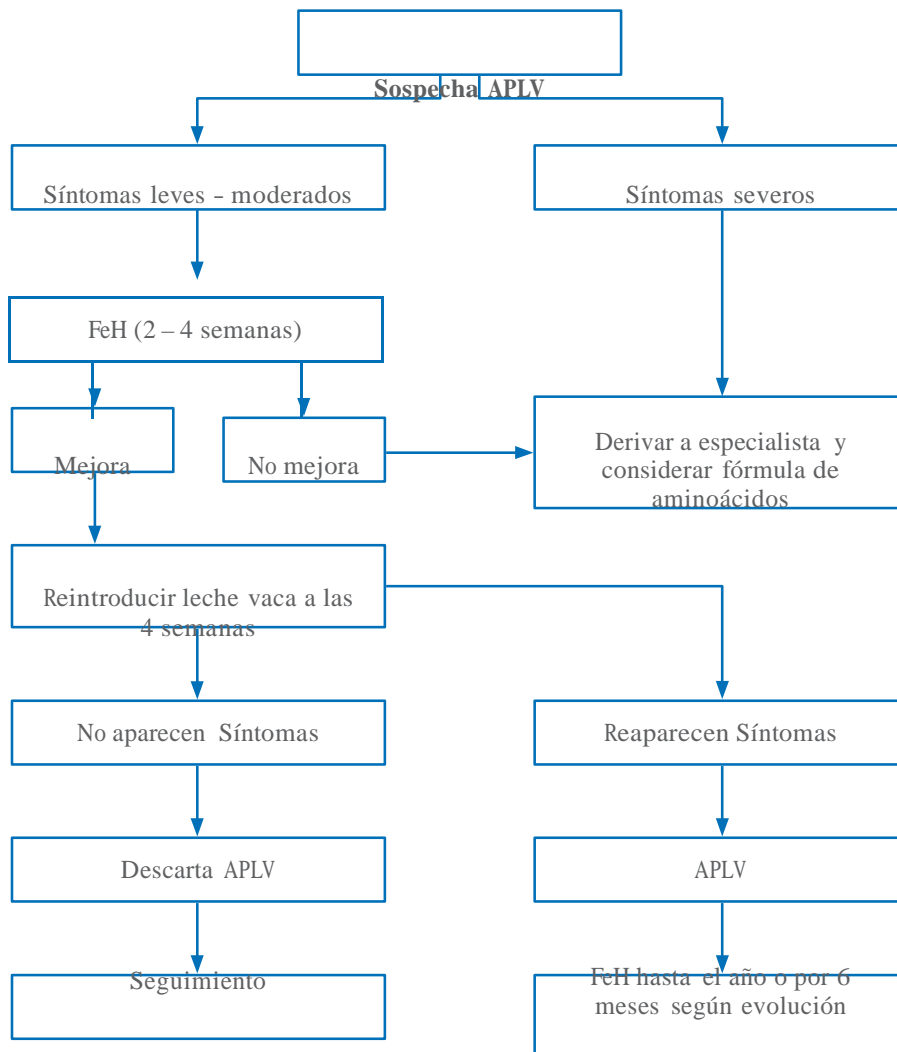 Sospecha APLV
Síntomas leves – moderados
Síntomas severos
FeH (2 – 4 semanas)
Mejora
No mejora
Derivar a especialista y
considerar fórmula de
aminoácidos
Reintroducir leche vaca a las
4 semanas
No aparecen Síntomas
Reaparecen Síntomas
Descarta APLV
APLV
Seguimiento
FeH hasta el año o por 6
meses según evolución